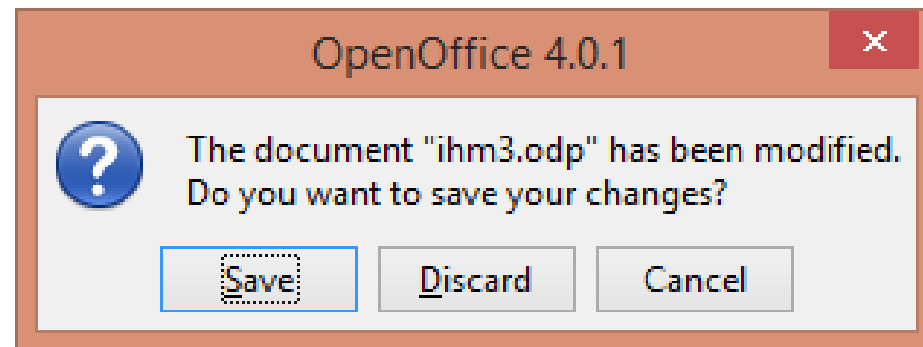 OpenOffice 4.0.1
The document "ihm3.odp" has been modified.
Do you want to save your changes?
Save
Discard
Cancel